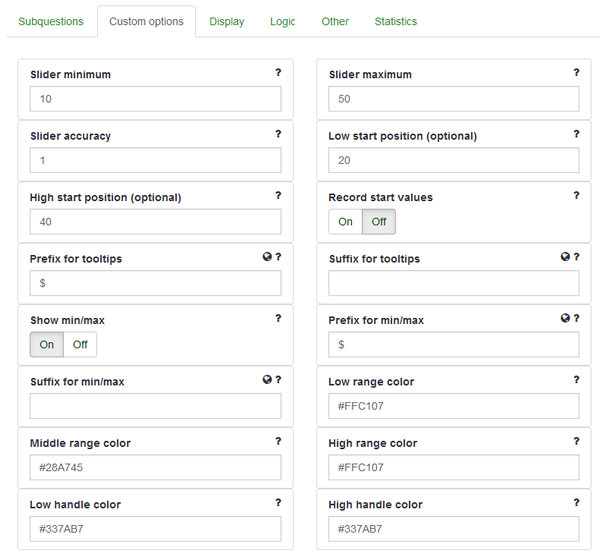 Subquestions Custom options Display Logic Other Statistics
Slider minimum ? Slider maximum ?
10 50
Slider accuracy ? Low start position (optional) ?
1 20
High start position (optional) ? Record start values ?
40 On Off
Prefix for tooltips ? Suffix for tooltips ?
$
Show min/max ? Prefix for min/max ?
On Off $
Suffix for min/max ? Low range color ?
#FFC107
Middle range color ? High range color ?
#28A745 #FFC107
Low handle color ? High handle color ?
#337AB7 #337AB7